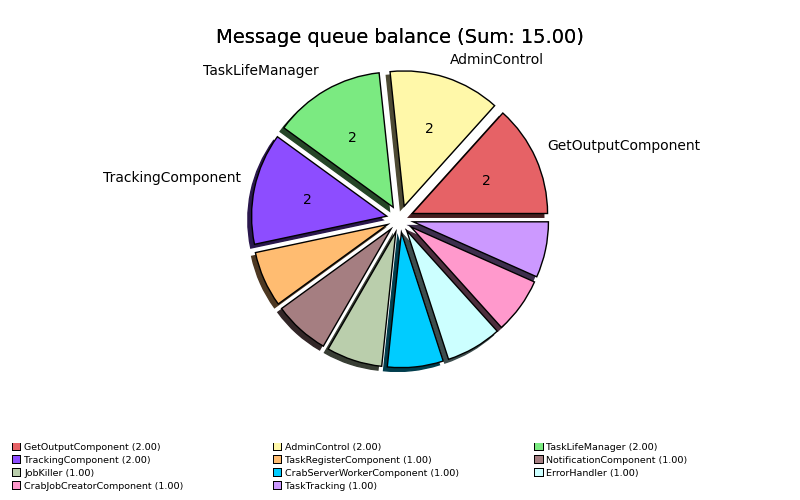 Message queue balance (Sum: 15.00)
AdminControl
TaskLifeManager
2
2
GetOutputComponent
TrackingComponent
2
2
GetOutputComponent (2.00)
AdminControl (2.00)
TaskLifeManager (2.00)
TrackingComponent (2.00)
TaskRegisterComponent (1.00)
NotificationComponent (1.00)
JobKiller (1.00)
CrabServerWorkerComponent (1.00)
ErrorHandler (1.00)
CrabJobCreatorComponent (1.00)
TaskTracking (1.00)